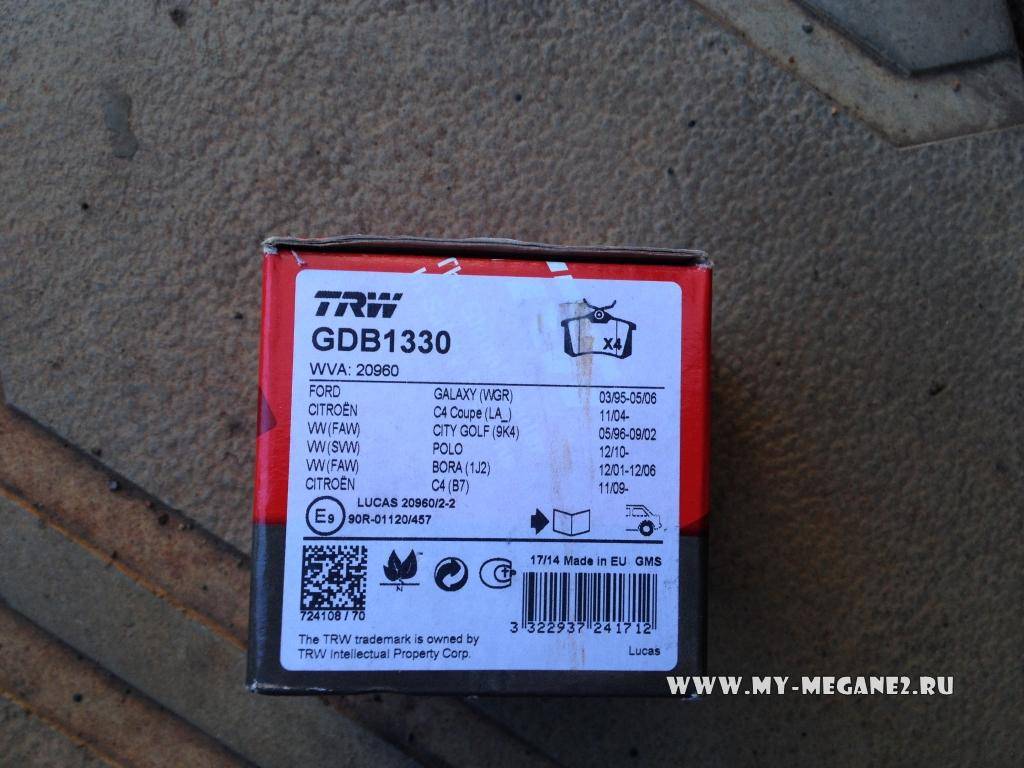 TRW
GDB1330
X4
WVA: 20960
FORD GALAXY (WGR) 03/95-05/06
CITROËN C4 Coupe (LA_) 11/04-
VW (FAW) CITY GOLF (9K4) 05/96-09/02
VW (SVW) POLO 12/10-
VW (FAW) BORA (1J2) 12/01-12/06
CITROËN C4 (B7) 11/09-
LUCAS 20960/2-2
E9 90R-01120/457
17/14 Made in EU GMS
724108 / 70
3 322937 241712
The TRW trademark is owned by
TRW Intellectual Property Corp.
Lucas
WWW.MY-MEGANE2.RU